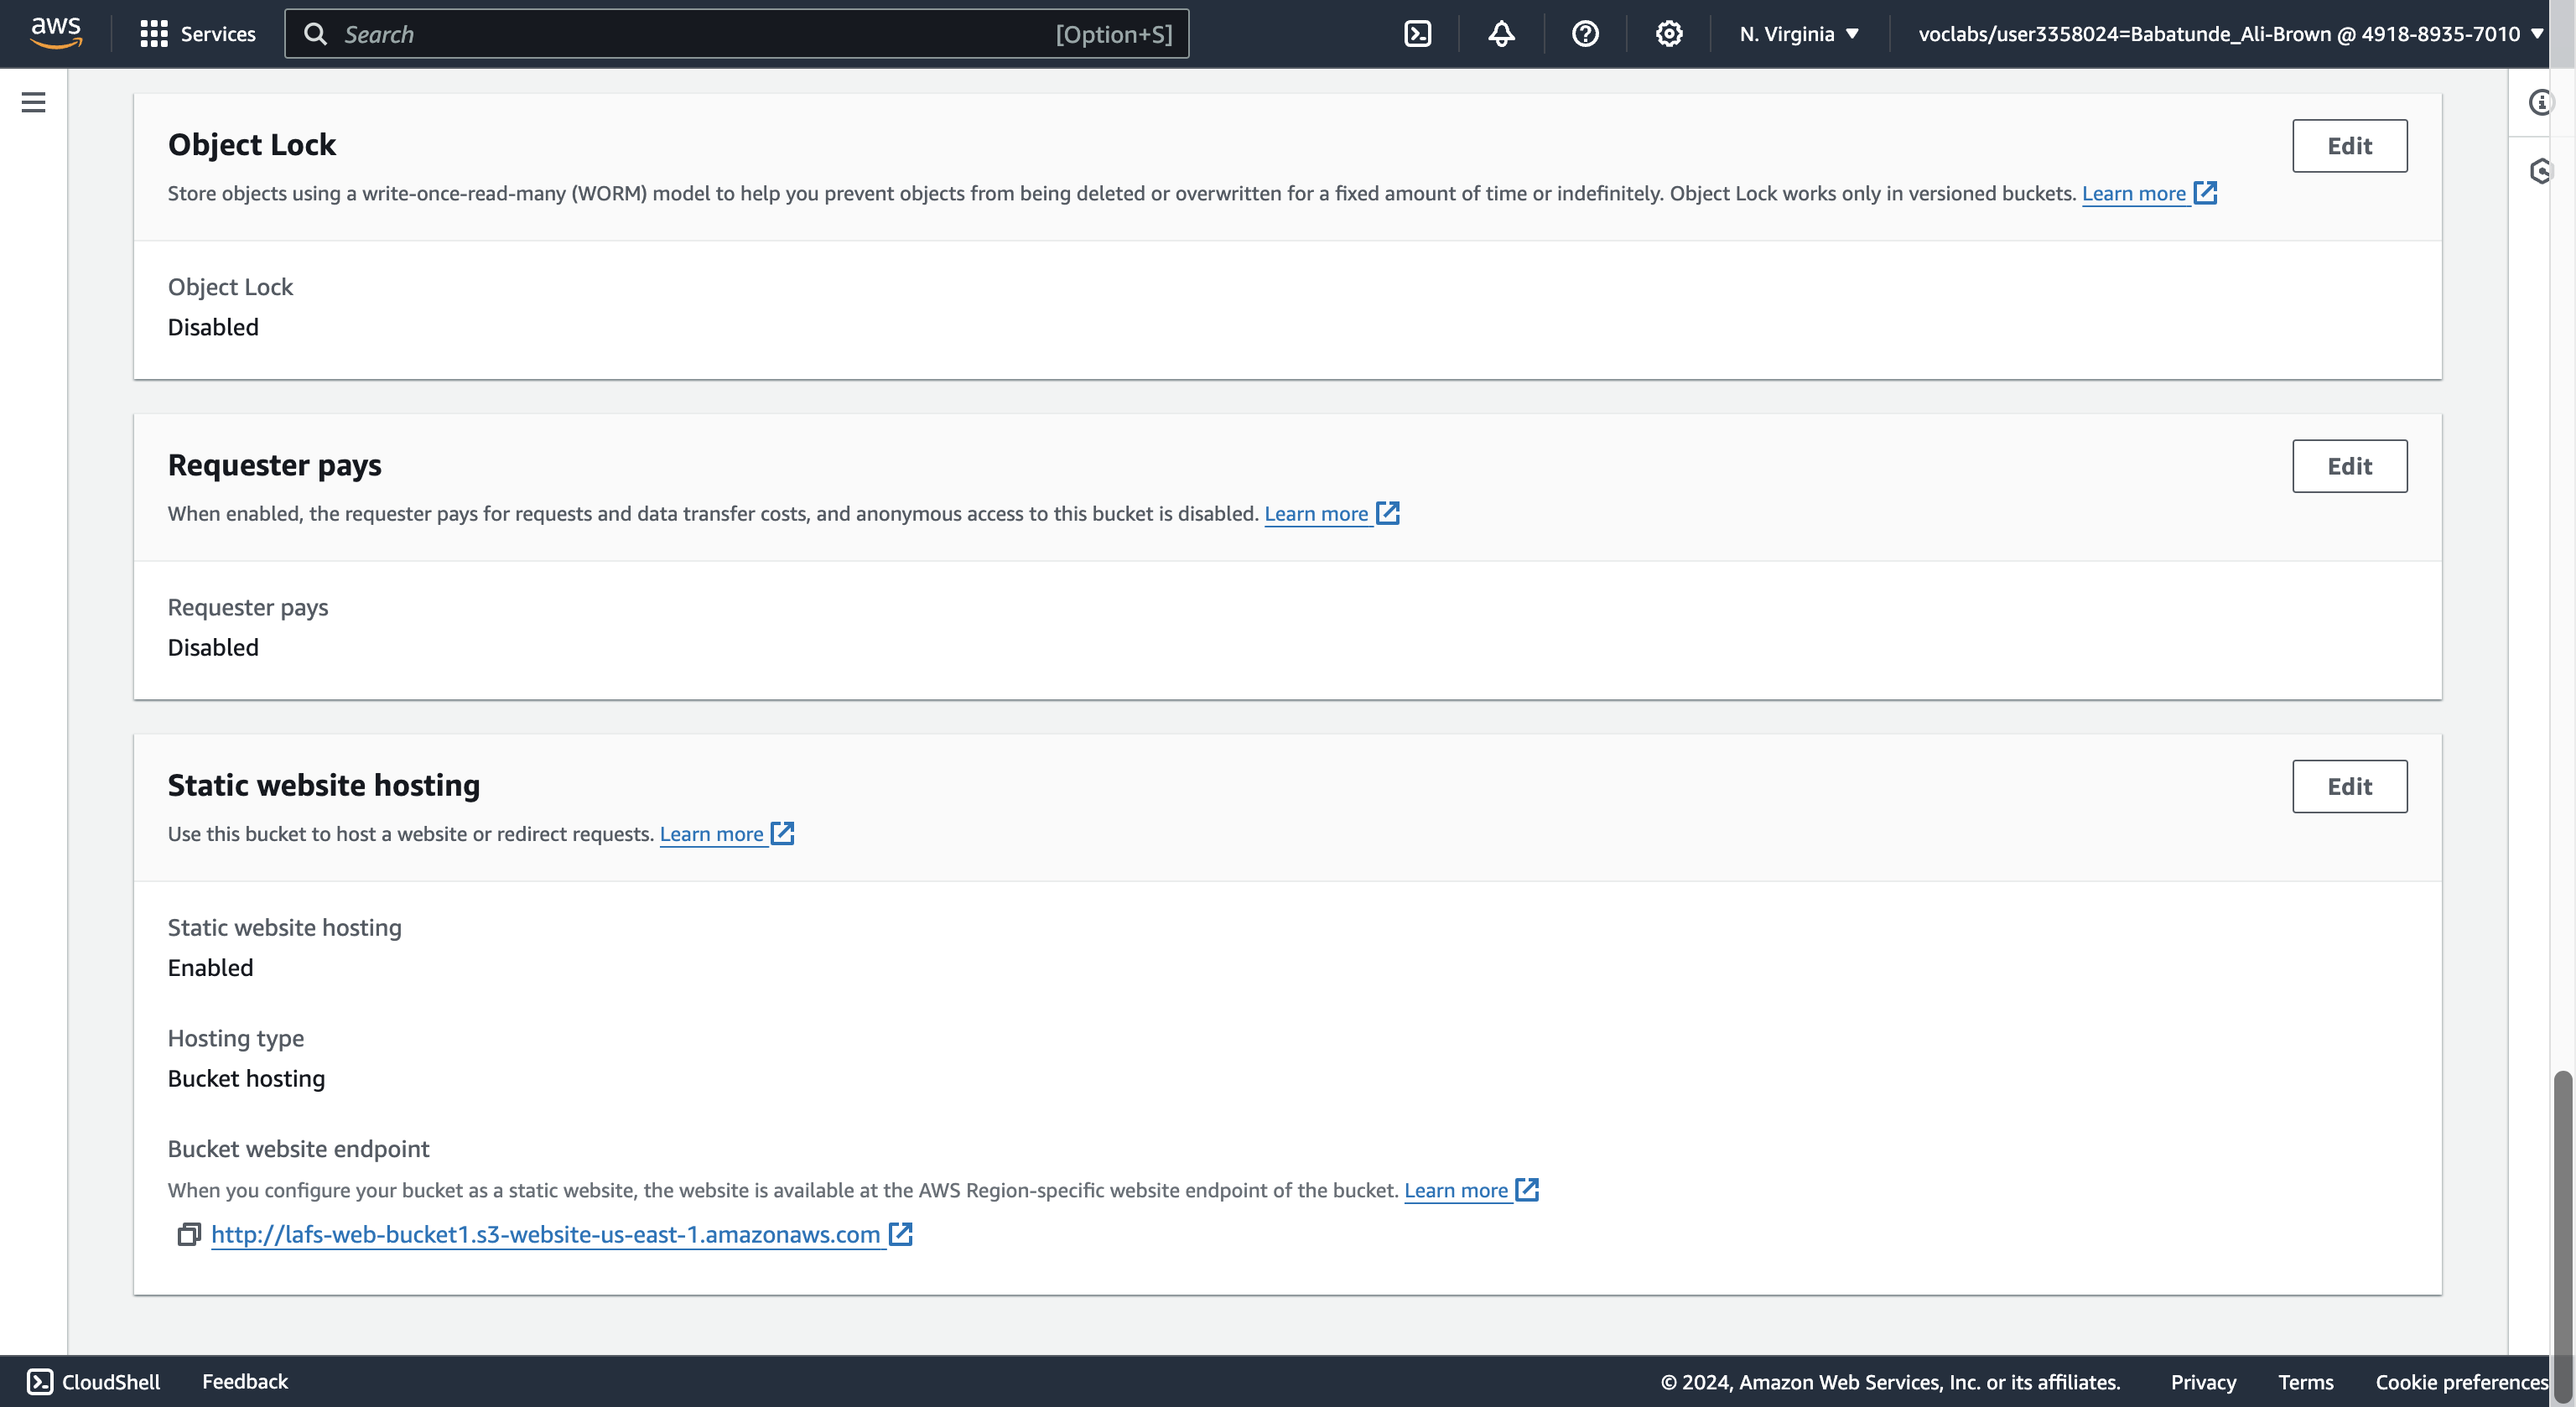 aws
Services
Search
[Option+S]
N. Virginia
voclabs/user3358024=Babatunde_Ali-Brown @ 4918-8935-7010
Object Lock
Edit
Store objects using a write-once-read-many (WORM) model to help you prevent objects from being deleted or overwritten for a fixed amount of time or indefinitely. Object Lock works only in versioned buckets. Learn more
Object Lock
Disabled
Requester pays
Edit
When enabled, the requester pays for requests and data transfer costs, and anonymous access to this bucket is disabled. Learn more
Requester pays
Disabled
Static website hosting
Edit
Use this bucket to host a website or redirect requests. Learn more
Static website hosting
Enabled
Hosting type
Bucket hosting
Bucket website endpoint
When you configure your bucket as a static website, the website is available at the AWS Region-specific website endpoint of the bucket. Learn more
http://lafs-web-bucket1.s3-website-us-east-1.amazonaws.com
CloudShell
Feedback
© 2024, Amazon Web Services, Inc. or its affiliates.
Privacy
Terms
Cookie preferences